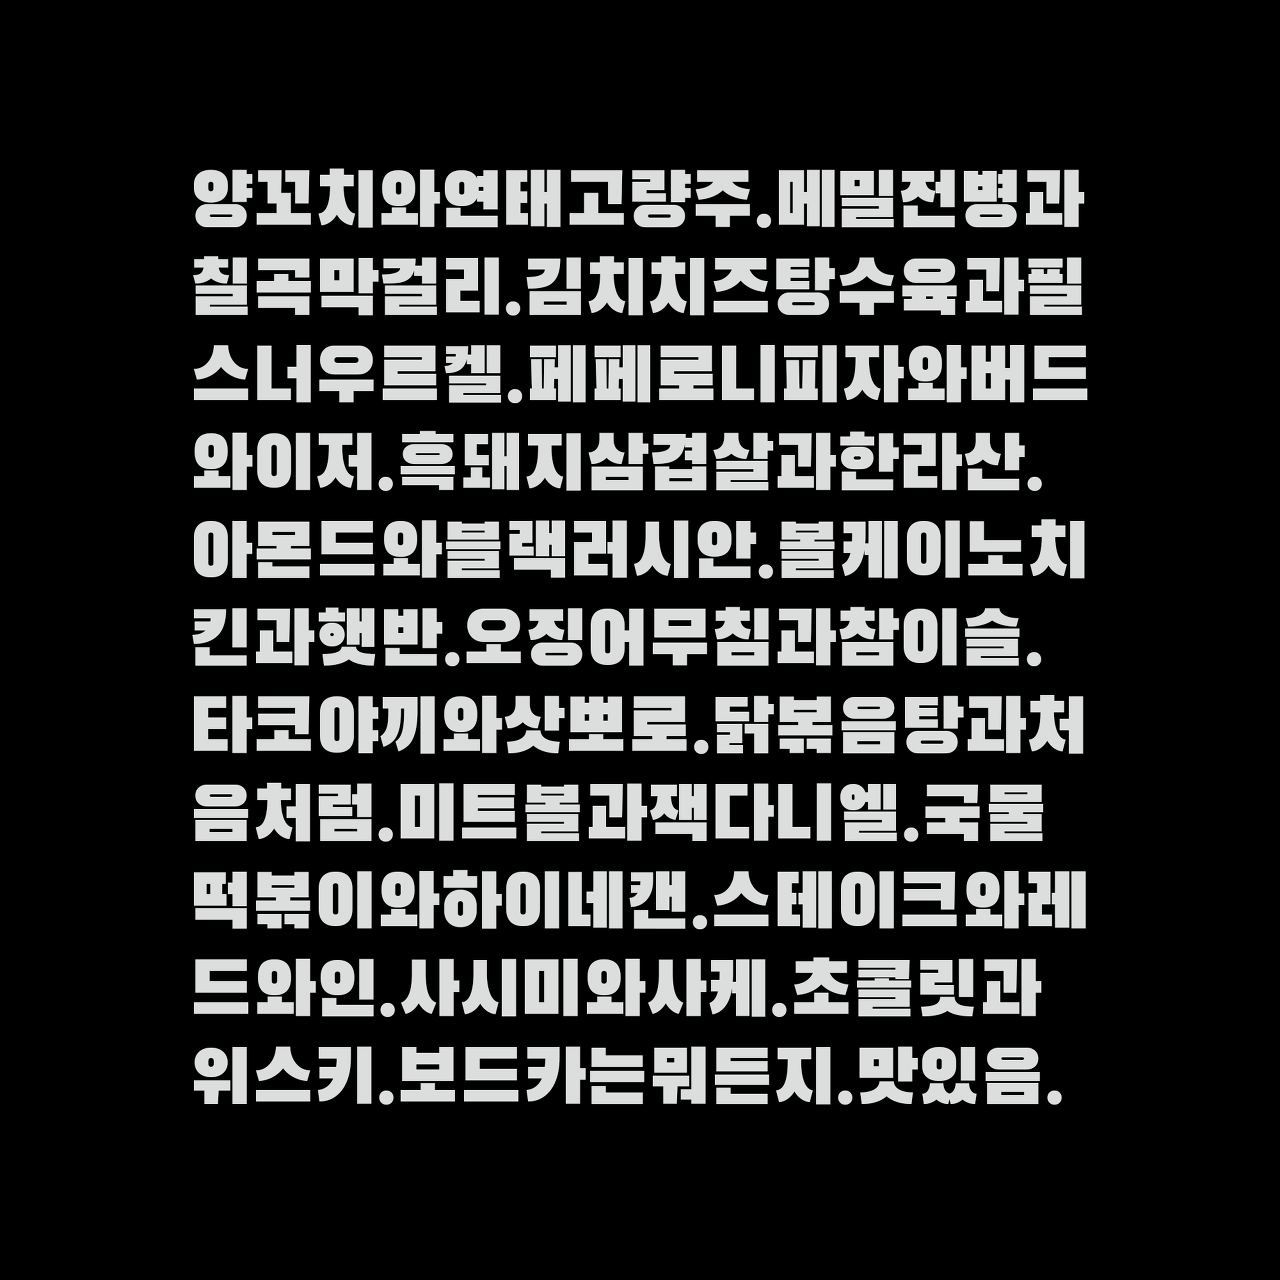 양꼬치와연태고량주.메밀전병과
칠곡막걸리.김치치즈탕수육과필
스너우르켈.페페로니피자와버드
와이저.흑돼지삼겹살과한라산.
아몬드와블랙러시안.볼케이노치
킨과햇반.오징어무침과참이슬.
타코야끼와삿뽀로.닭볶음탕과처
음처럼.미트볼과잭다니엘.국물
떡볶이와하이네캔.스테이크와레
드와인.사시미와사케.초콜릿과
위스키.보드카는뭐든지.맛있음.